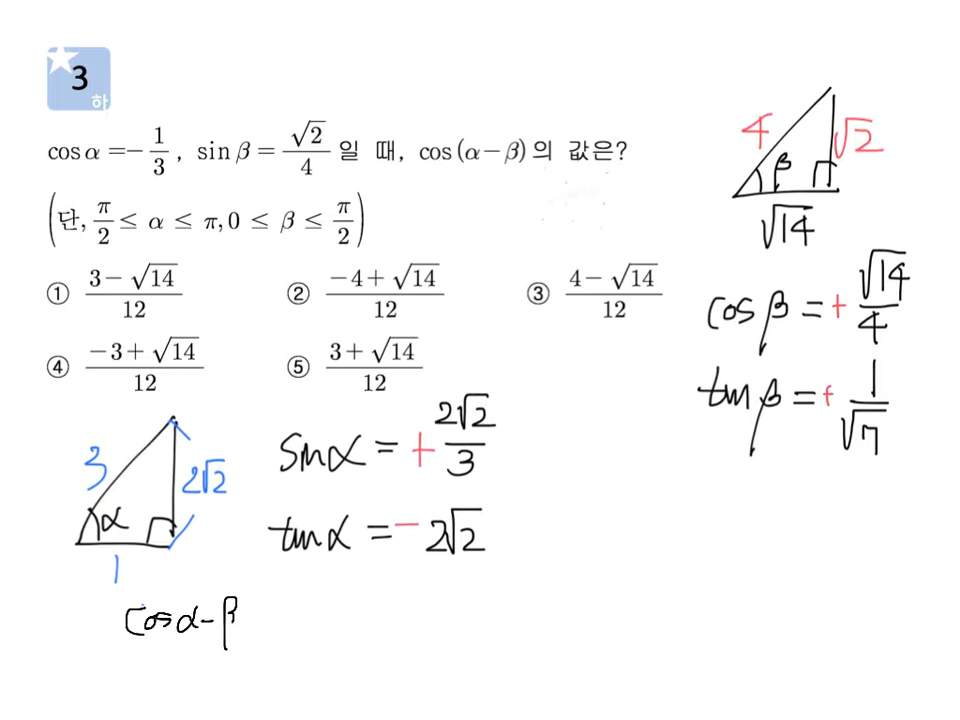 3
하
cos α = -1/3 , sin β = √2/4 일 때, cos (α-β)의 값은?
(단, π/2 ≤ α ≤ π, 0 ≤ β ≤ π/2)
① (3-√14)/12 ② (-4+√14)/12 ③ (4-√14)/12
④ (-3+√14)/12 ⑤ (3+√14)/12
4 √2
β
√14
cos β = + √14/4
tan β = + 1/√7
3 2√2
α
1
sin α = + 2√2/3
tan α = - 2√2
cos α - β